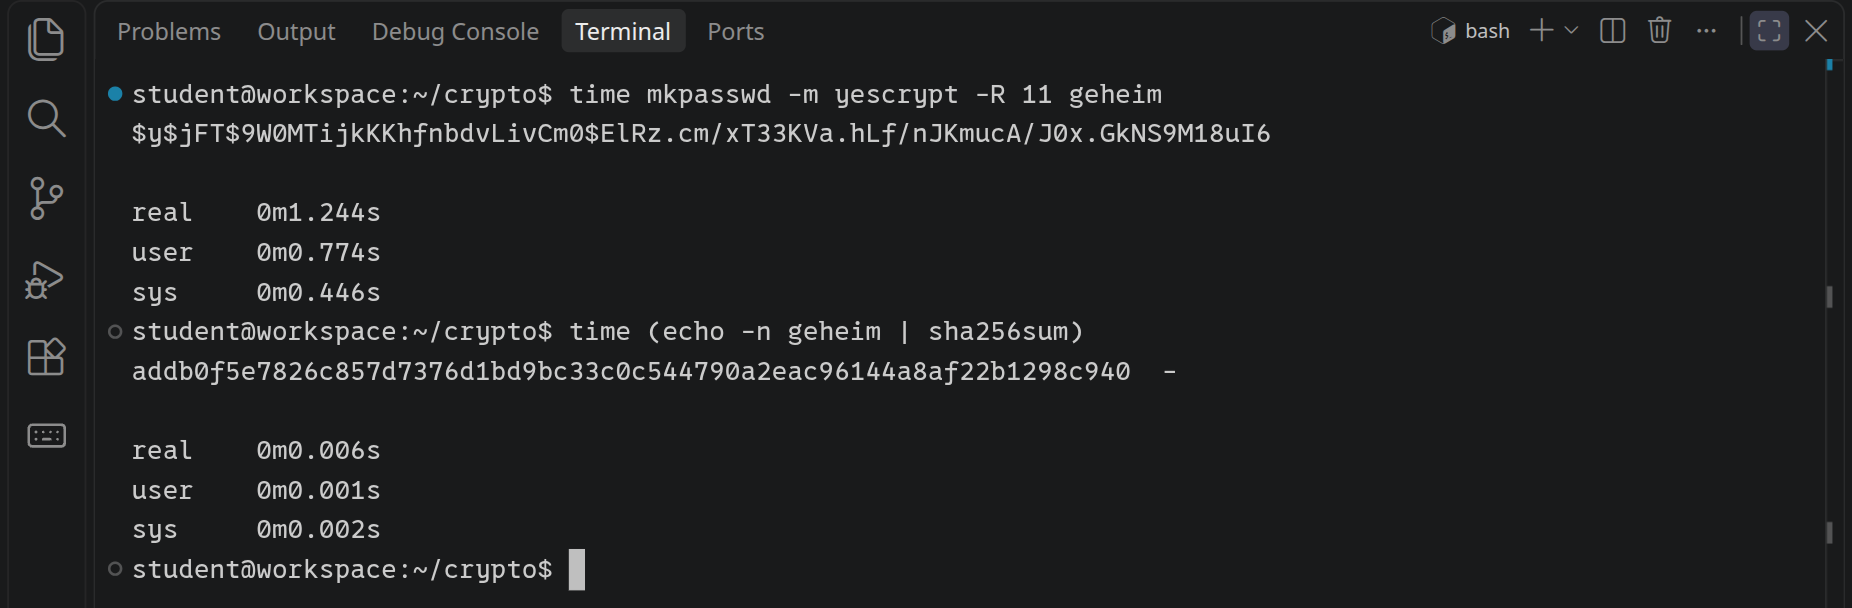 Problems Output Debug Console Terminal Ports bash
student@workspace:~/crypto$ time mkpasswd -m yescrypt -R 11 geheim
$y$jFT$9W0MTijkKKhfnbdvLivCm0$ElRz.cm/xT33KVa.hLf/nJKmucA/J0x.GkNS9M18uI6
real 0m1.244s
user 0m0.774s
sys 0m0.446s
student@workspace:~/crypto$ time (echo -n geheim | sha256sum)
addb0f5e7826c857d7376d1bd9bc33c0c544790a2eac96144a8af22b1298c940 -
real 0m0.006s
user 0m0.001s
sys 0m0.002s
student@workspace:~/crypto$